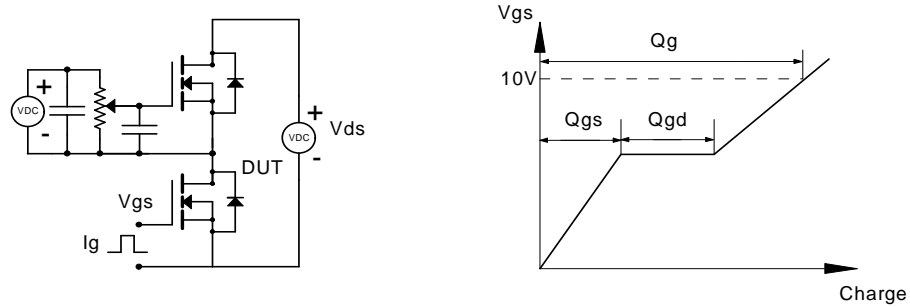 +
VDC
-
+
VDC
-
Vds
DUT
Vgs
Ig
Vgs
Qg
10V
Qgs
Qgd
Charge